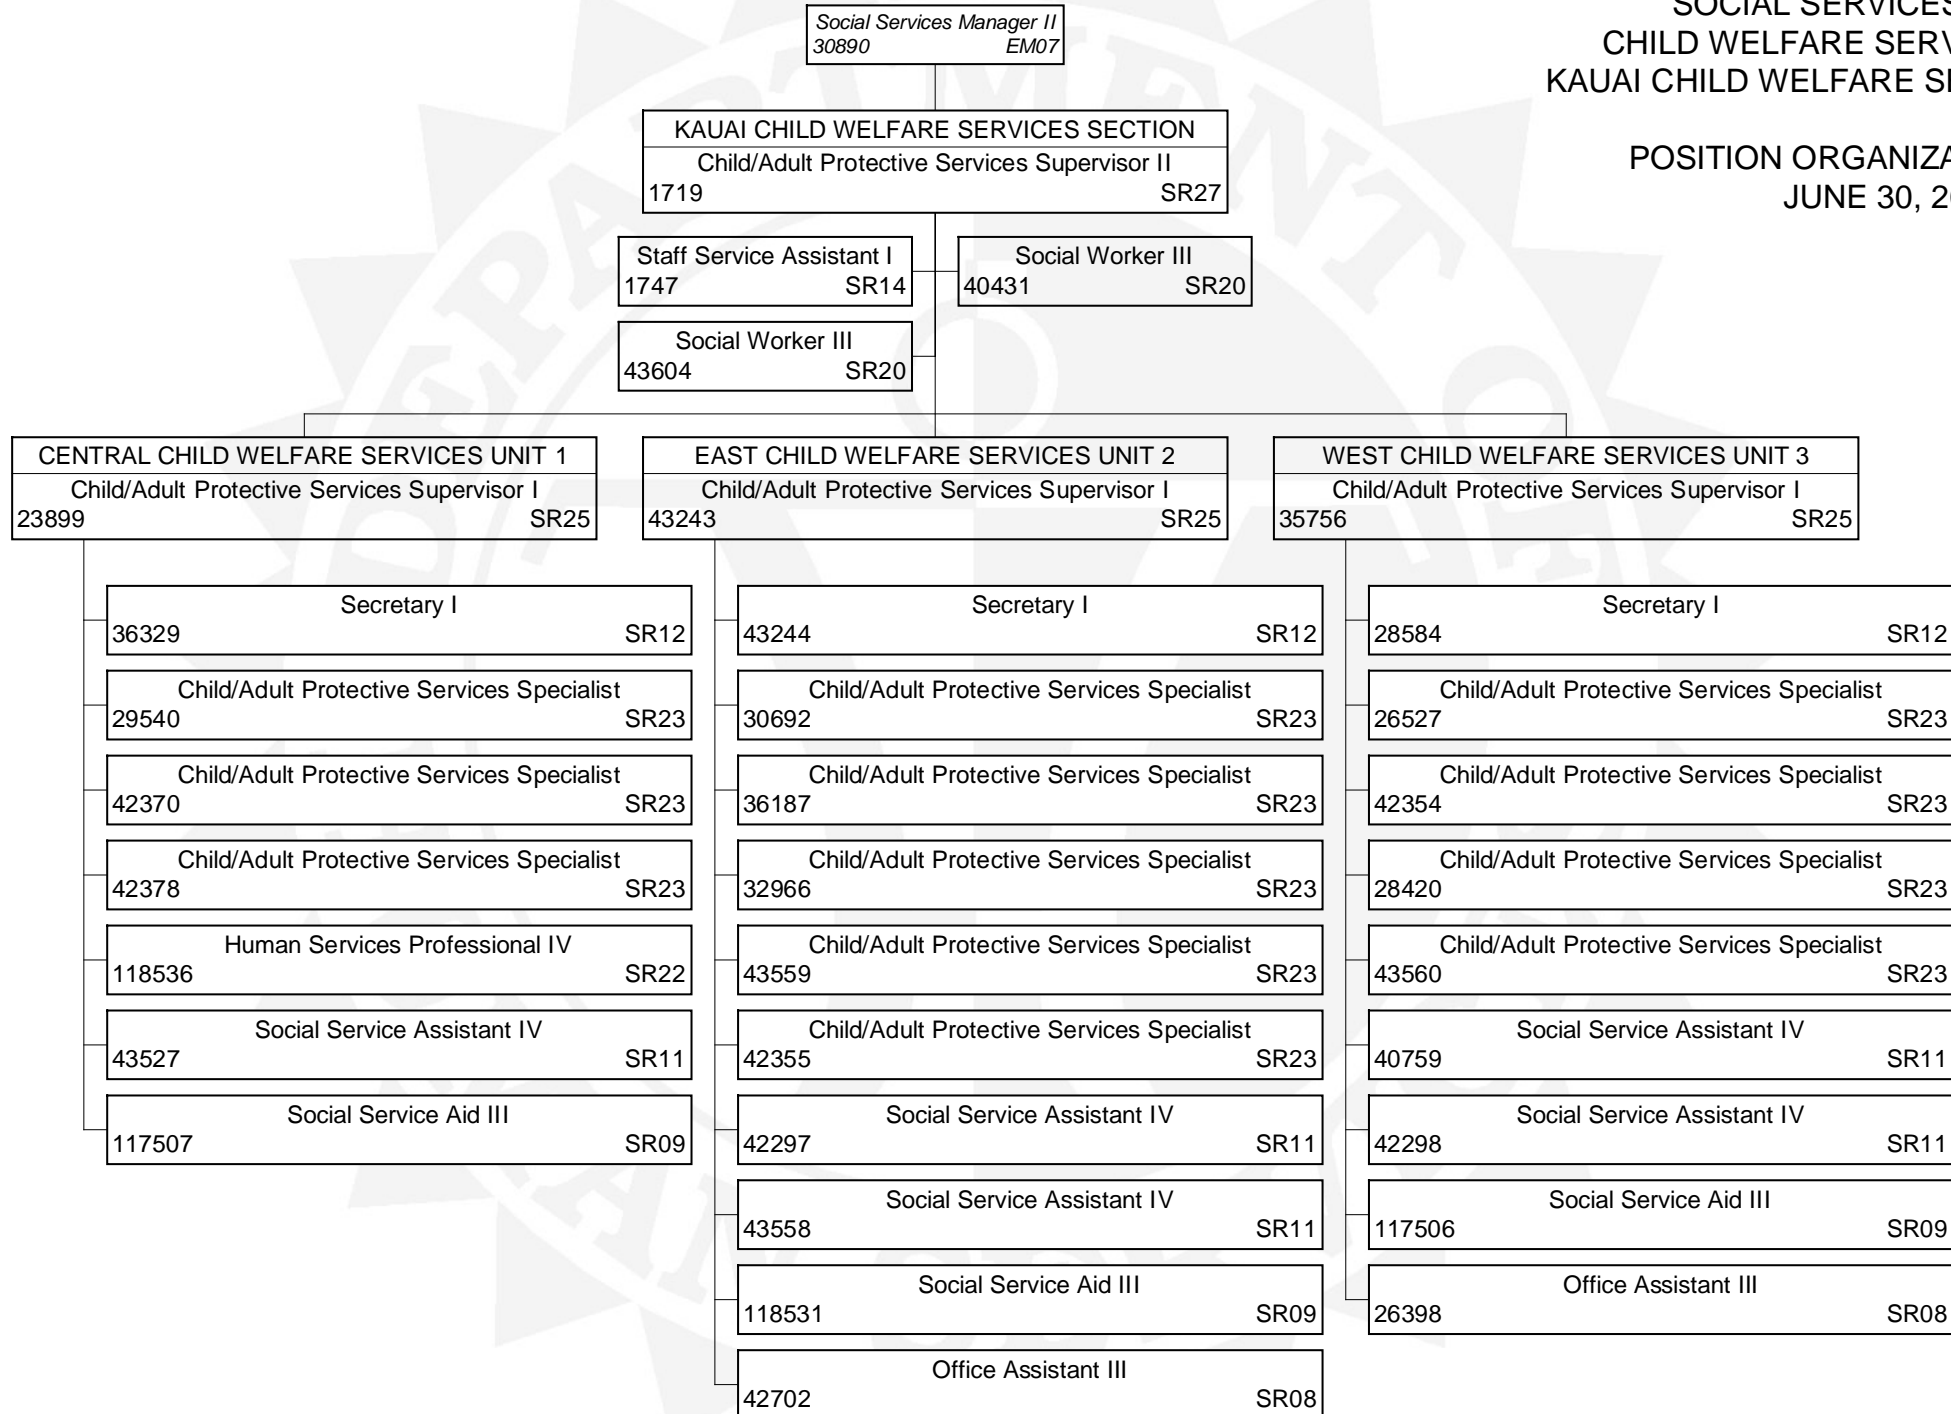 Social Services Manager II
30890 EM07
SOCIAL SERVICES
CHILD WELFARE
KAUAI CHILD WELFARE
POSITION
JUNE 30,
KAUAI CHILD WELFARE SERVICES SECTION
Child/Adult Protective Services Supervisor II
1719 SR27
Staff Service Assistant I
1747 SR14
Social Worker III
40431 SR20
Social Worker III
43604 SR20
CENTRAL CHILD WELFARE SERVICES UNIT 1
Child/Adult Protective Services Supervisor I
23899 SR25
Secretary I
36329 SR12
Child/Adult Protective Services Specialist
29540 SR23
Child/Adult Protective Services Specialist
42370 SR23
Child/Adult Protective Services Specialist
42378 SR23
Human Services Professional IV
118536 SR22
Social Service Assistant IV
43527 SR11
Social Service Aid III
117507 SR09
EAST CHILD WELFARE SERVICES UNIT 2
Child/Adult Protective Services Supervisor I
43243 SR25
Secretary I
43244 SR12
Child/Adult Protective Services Specialist
30692 SR23
Child/Adult Protective Services Specialist
36187 SR23
Child/Adult Protective Services Specialist
32966 SR23
Child/Adult Protective Services Specialist
43559 SR23
Child/Adult Protective Services Specialist
42355 SR23
Social Service Assistant IV
42297 SR11
Social Service Assistant IV
43558 SR11
Social Service Aid III
118531 SR09
Office Assistant III
42702 SR08
WEST CHILD WELFARE SERVICES UNIT 3
Child/Adult Protective Services Supervisor I
35756 SR25
Secretary I
28584 SR12
Child/Adult Protective Services Specialist
26527 SR23
Child/Adult Protective Services Specialist
42354 SR23
Child/Adult Protective Services Specialist
28420 SR23
Child/Adult Protective Services Specialist
43560 SR23
Social Service Assistant IV
40759 SR11
Social Service Assistant IV
42298 SR11
Social Service Aid III
117506 SR09
Office Assistant III
26398 SR08
DEPARTMENT